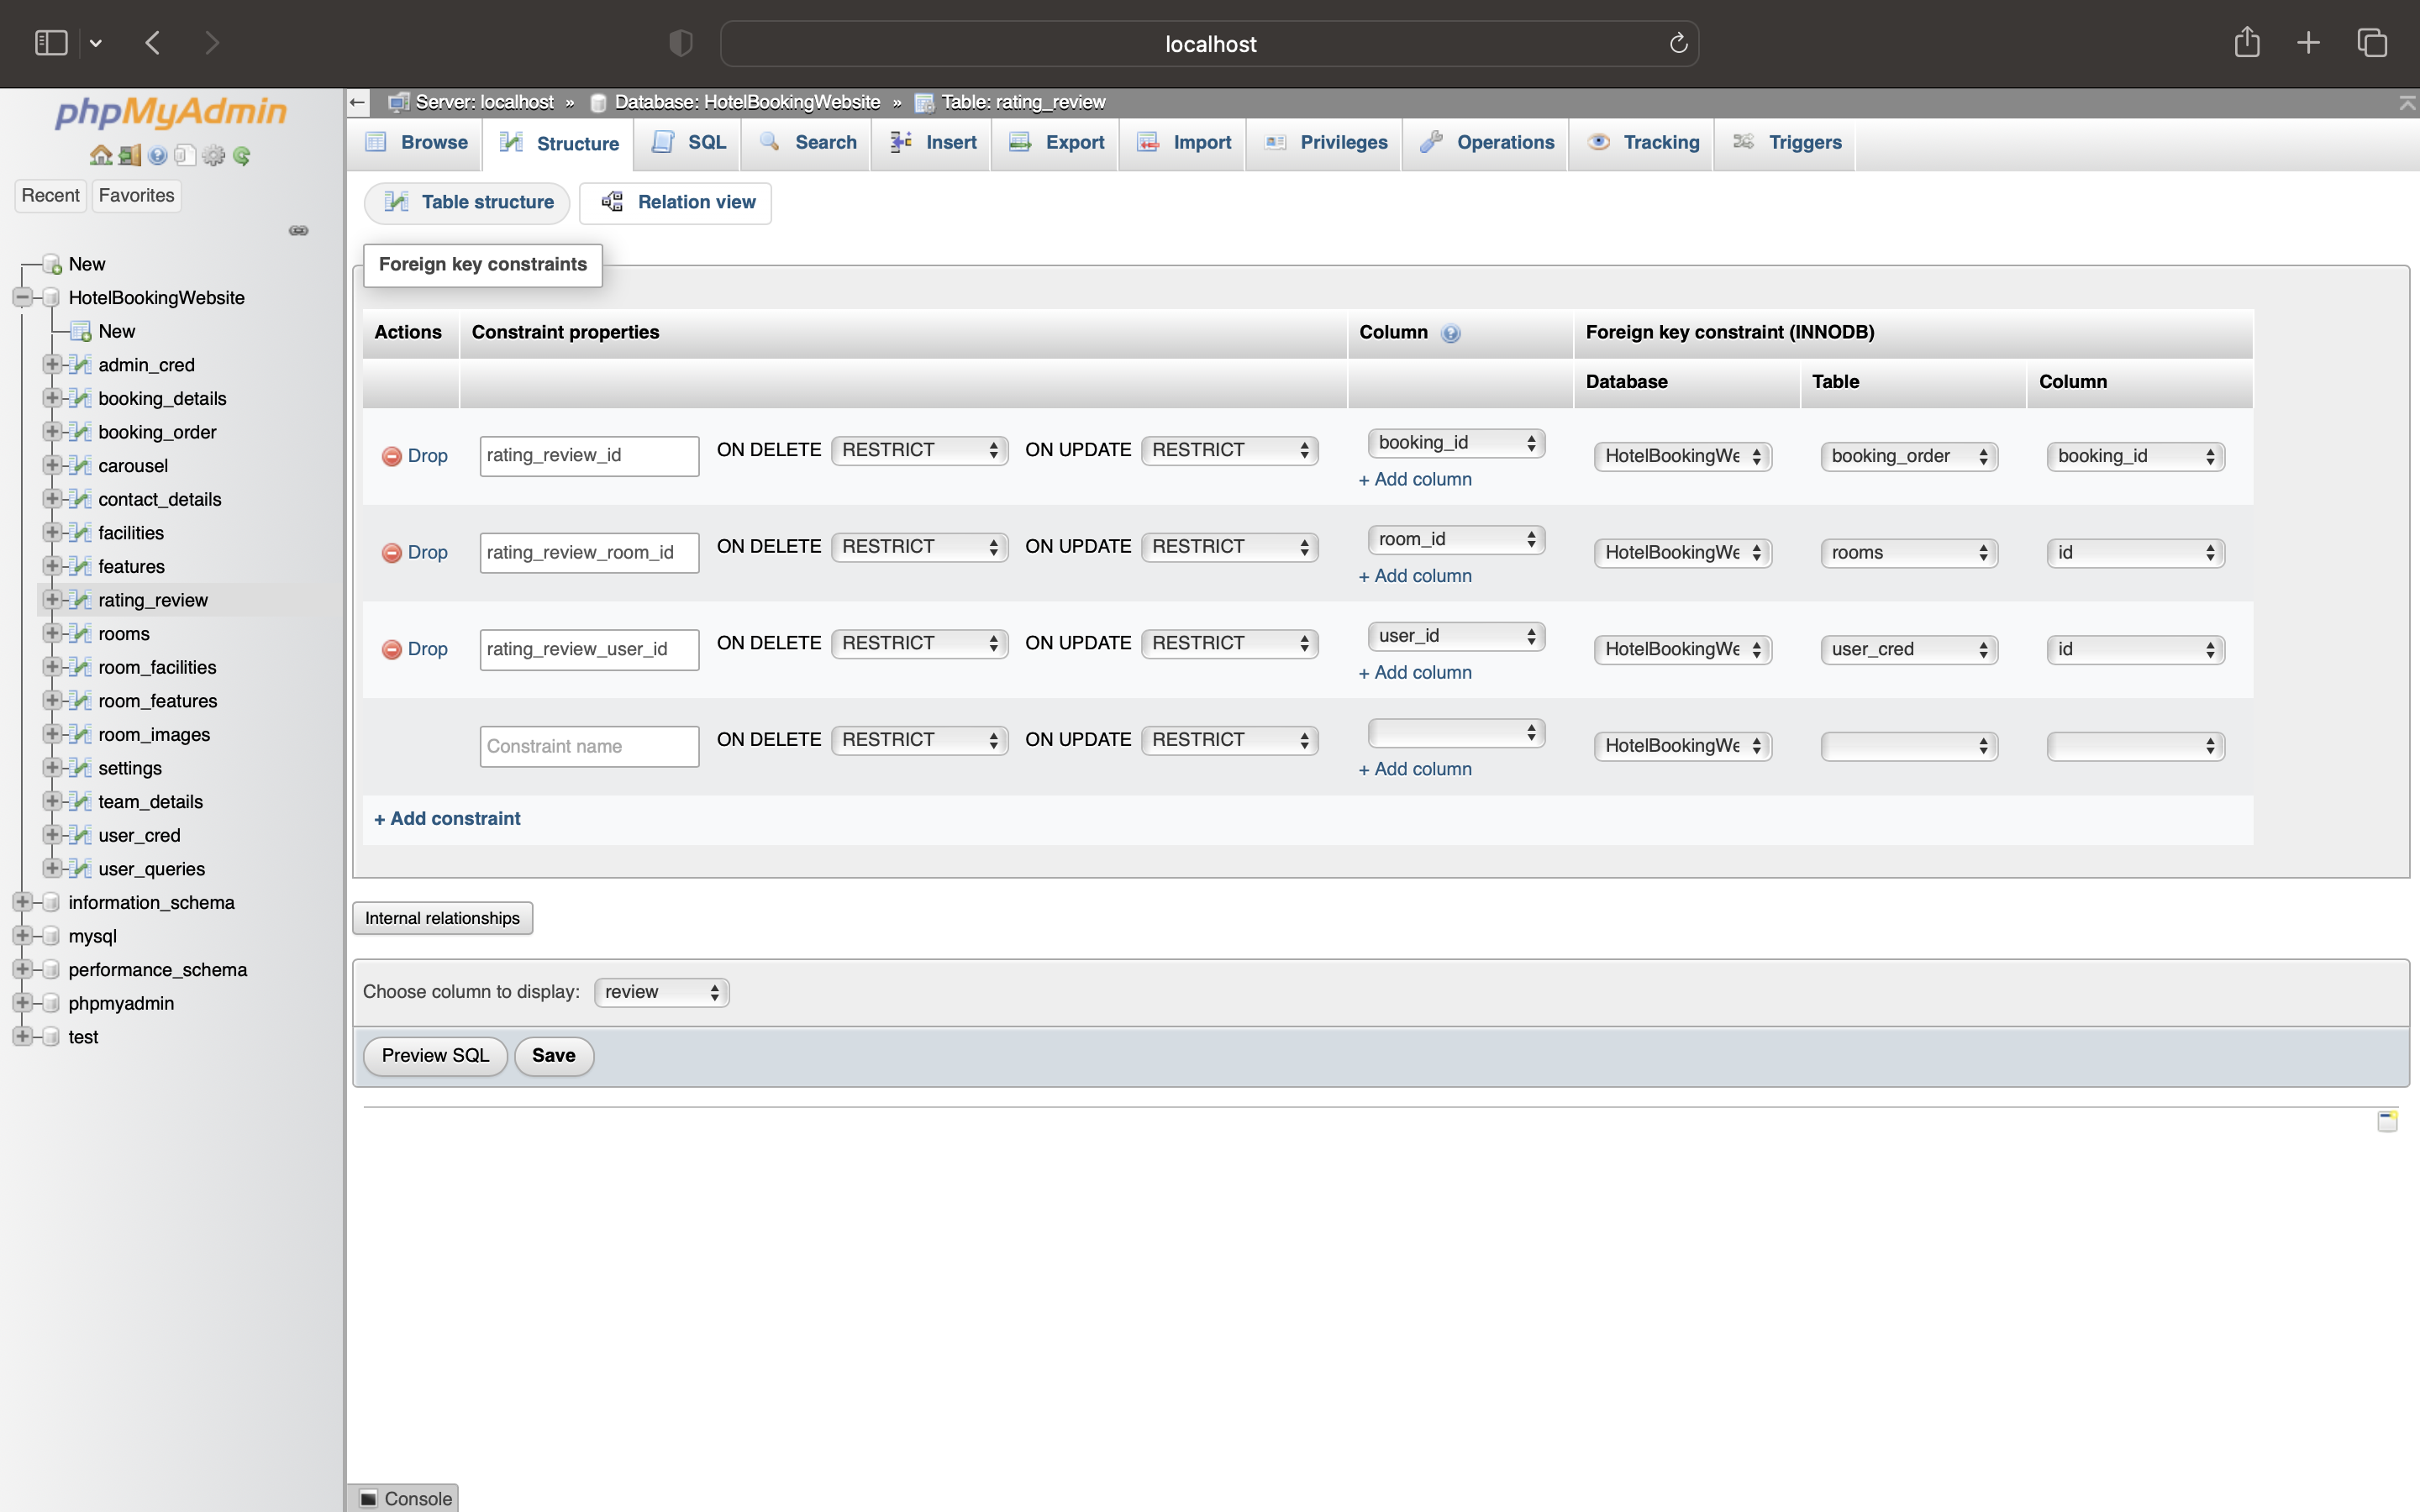 localhost
phpMyAdmin
Recent Favorites
New
HotelBookingWebsite
New
admin_cred
booking_details
booking_order
carousel
contact_details
facilities
features
rating_review
rooms
room_facilities
room_features
room_images
settings
team_details
user_cred
user_queries
information_schema
mysql
performance_schema
phpmyadmin
test
Server: localhost » Database: HotelBookingWebsite » Table: rating_review
Browse Structure SQL Search Insert Export Import Privileges Operations Tracking Triggers
Table structure Relation view
Foreign key constraints
Actions Constraint properties Column Foreign key constraint (INNODB)
Database Table Column
Drop rating_review_id ON DELETE RESTRICT ON UPDATE RESTRICT booking_id HotelBookingWe booking_order booking_id
+ Add column
Drop rating_review_room_id ON DELETE RESTRICT ON UPDATE RESTRICT room_id HotelBookingWe rooms id
+ Add column
Drop rating_review_user_id ON DELETE RESTRICT ON UPDATE RESTRICT user_id HotelBookingWe user_cred id
+ Add column
Constraint name ON DELETE RESTRICT ON UPDATE RESTRICT HotelBookingWe
+ Add column
+ Add constraint
Internal relationships
Choose column to display: review
Preview SQL Save
Console